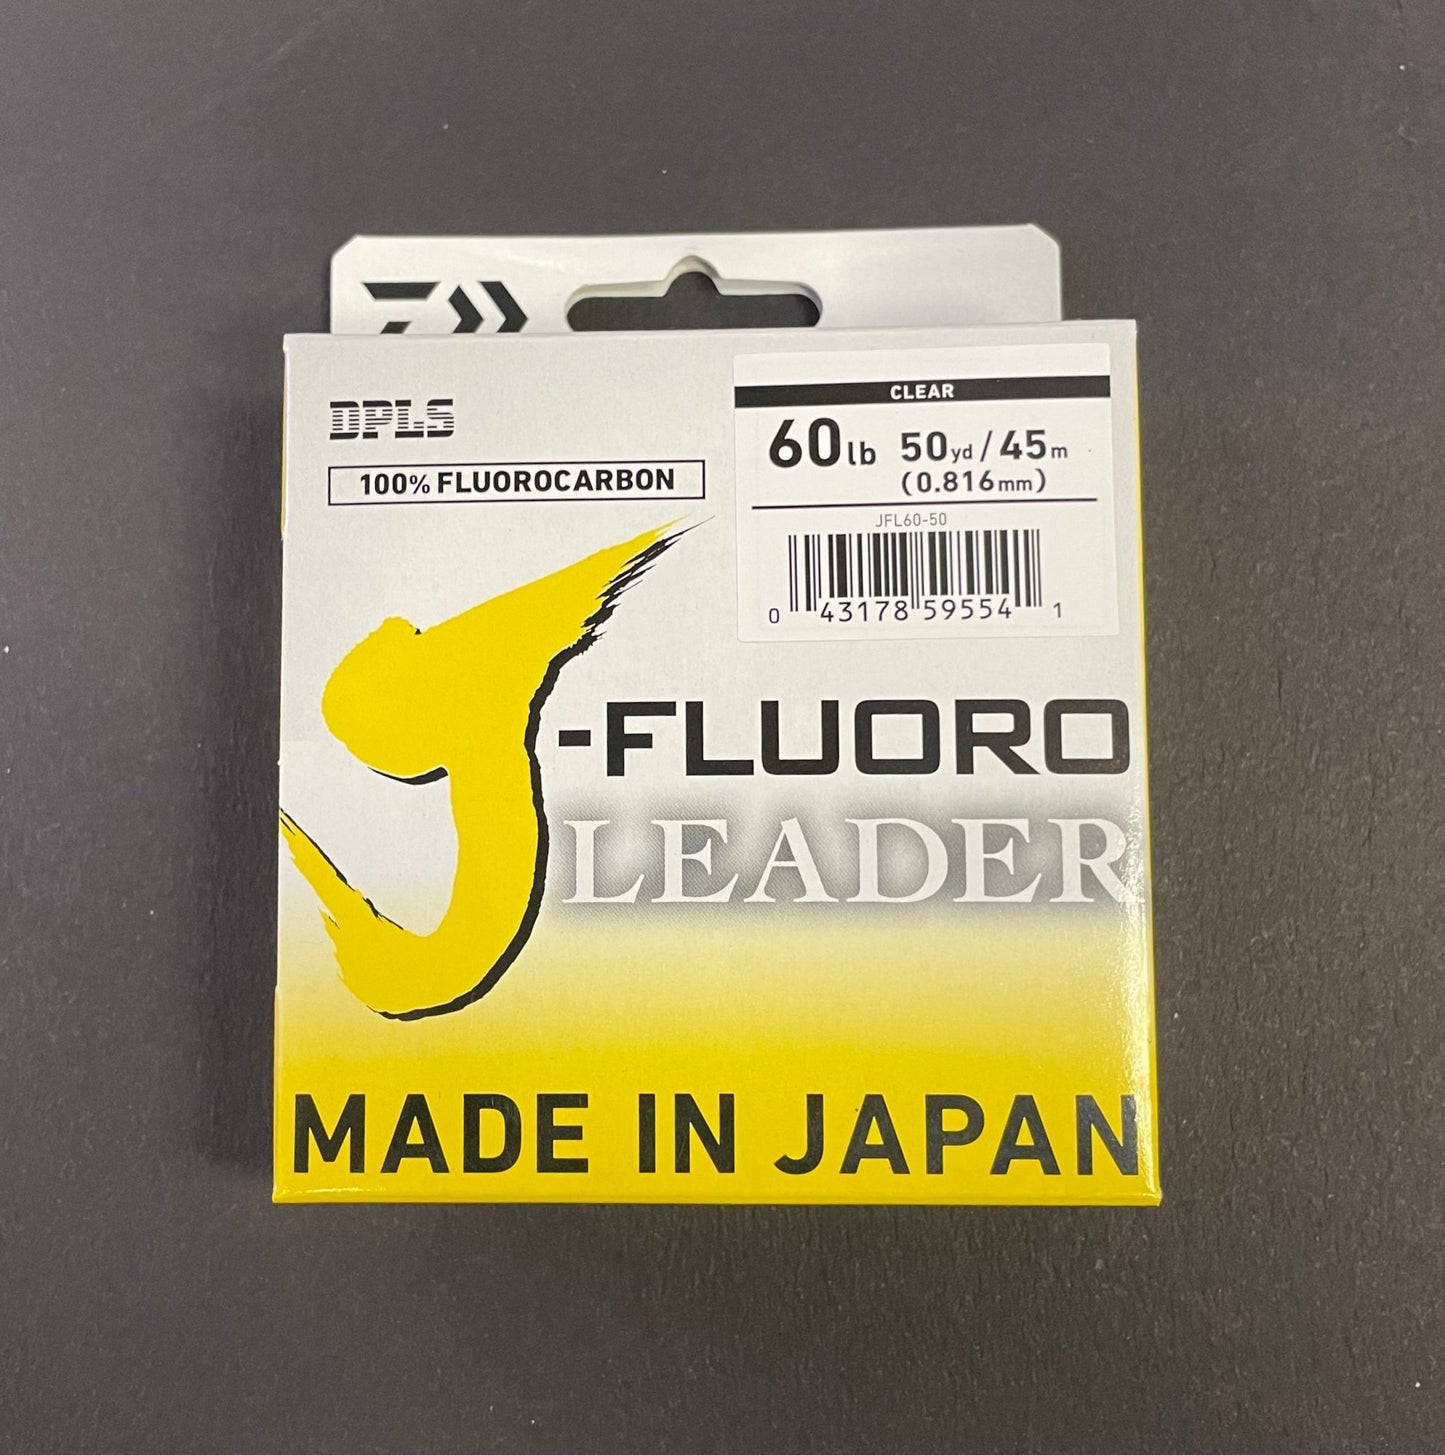 DPLS
100% FLUOROCARBON
CLEAR
60lb 50yd/45m
(0.816mm)
JFL60-50
0 43178 59554 1
J-FLUORO
LEADER
MADE IN JAPAN